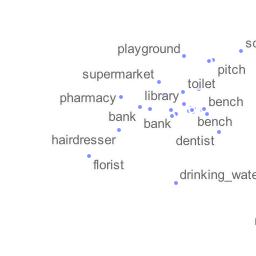 sc
playground
pitch
supermarket
toilet
library
pharmacy
bench
bank
bank
bench
hairdresser
dentist
florist
drinking_wate